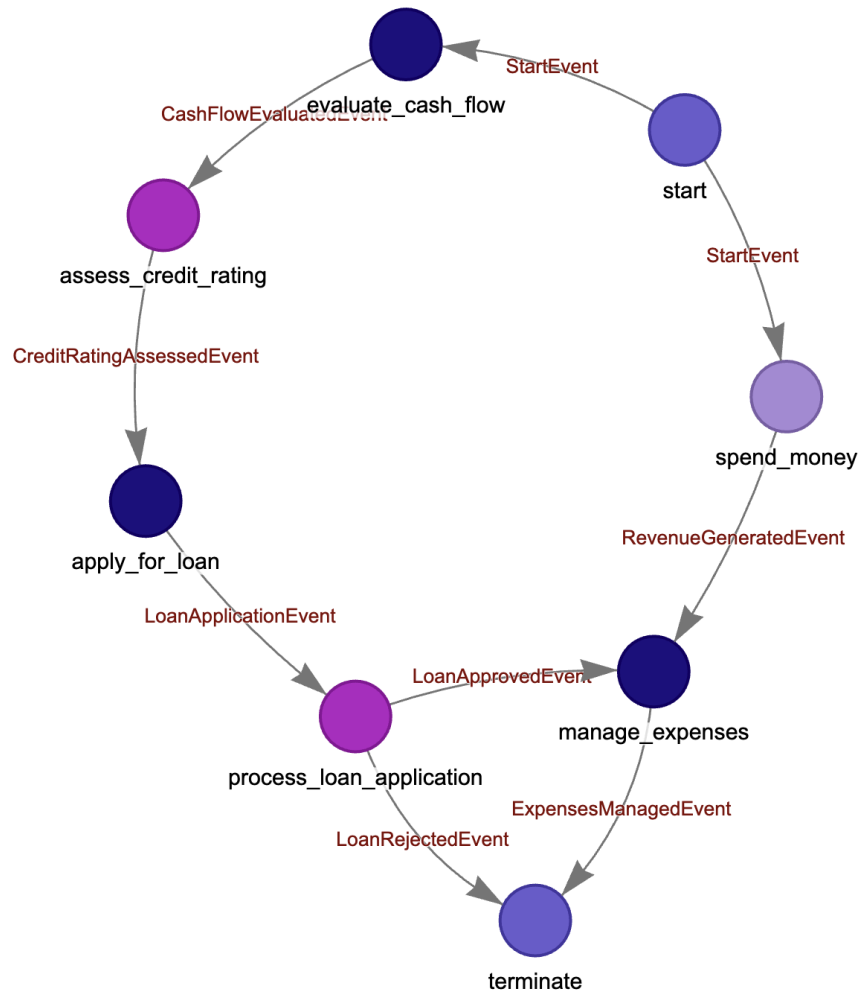 StartEvent
evaluate_cash_flow
CashFlowEvaluatedEvent
start
StartEvent
assess_credit_rating
CreditRatingAssessedEvent
spend_money
RevenueGeneratedEvent
apply_for_loan
LoanApplicationEvent
LoanApprovedEvent
manage_expenses
process_loan_application
ExpensesManagedEvent
LoanRejectedEvent
terminate